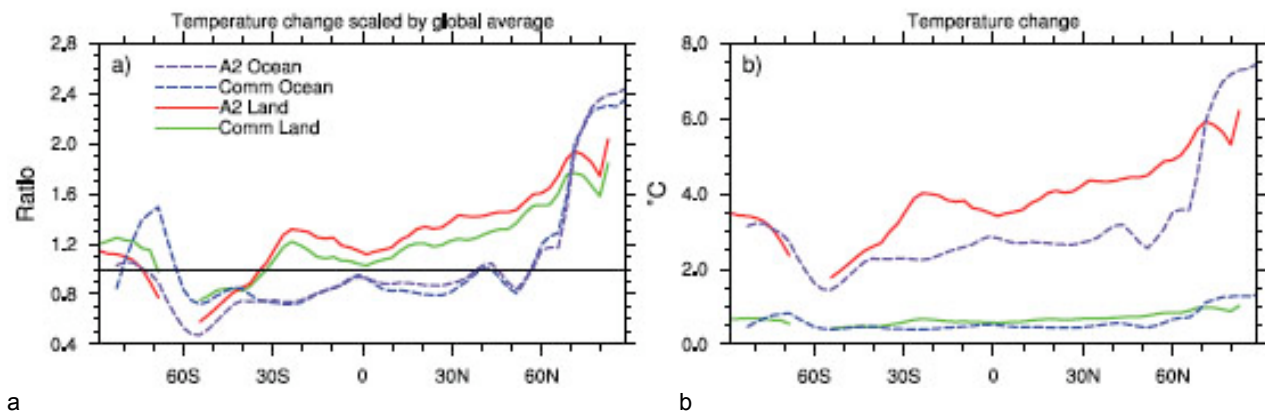 Temperature change scaled by global average
Temperature change
2.8
2.4
2.0
1.6
1.2
0.8
0.4
Ratio
a)
A2 Ocean
Comm Ocean
A2 Land
Comm Land
60S 30S 0 30N 60N
8.0
6.0
4.0
2.0
0.0
°C
b)
60S 30S 0 30N 60N
a
b